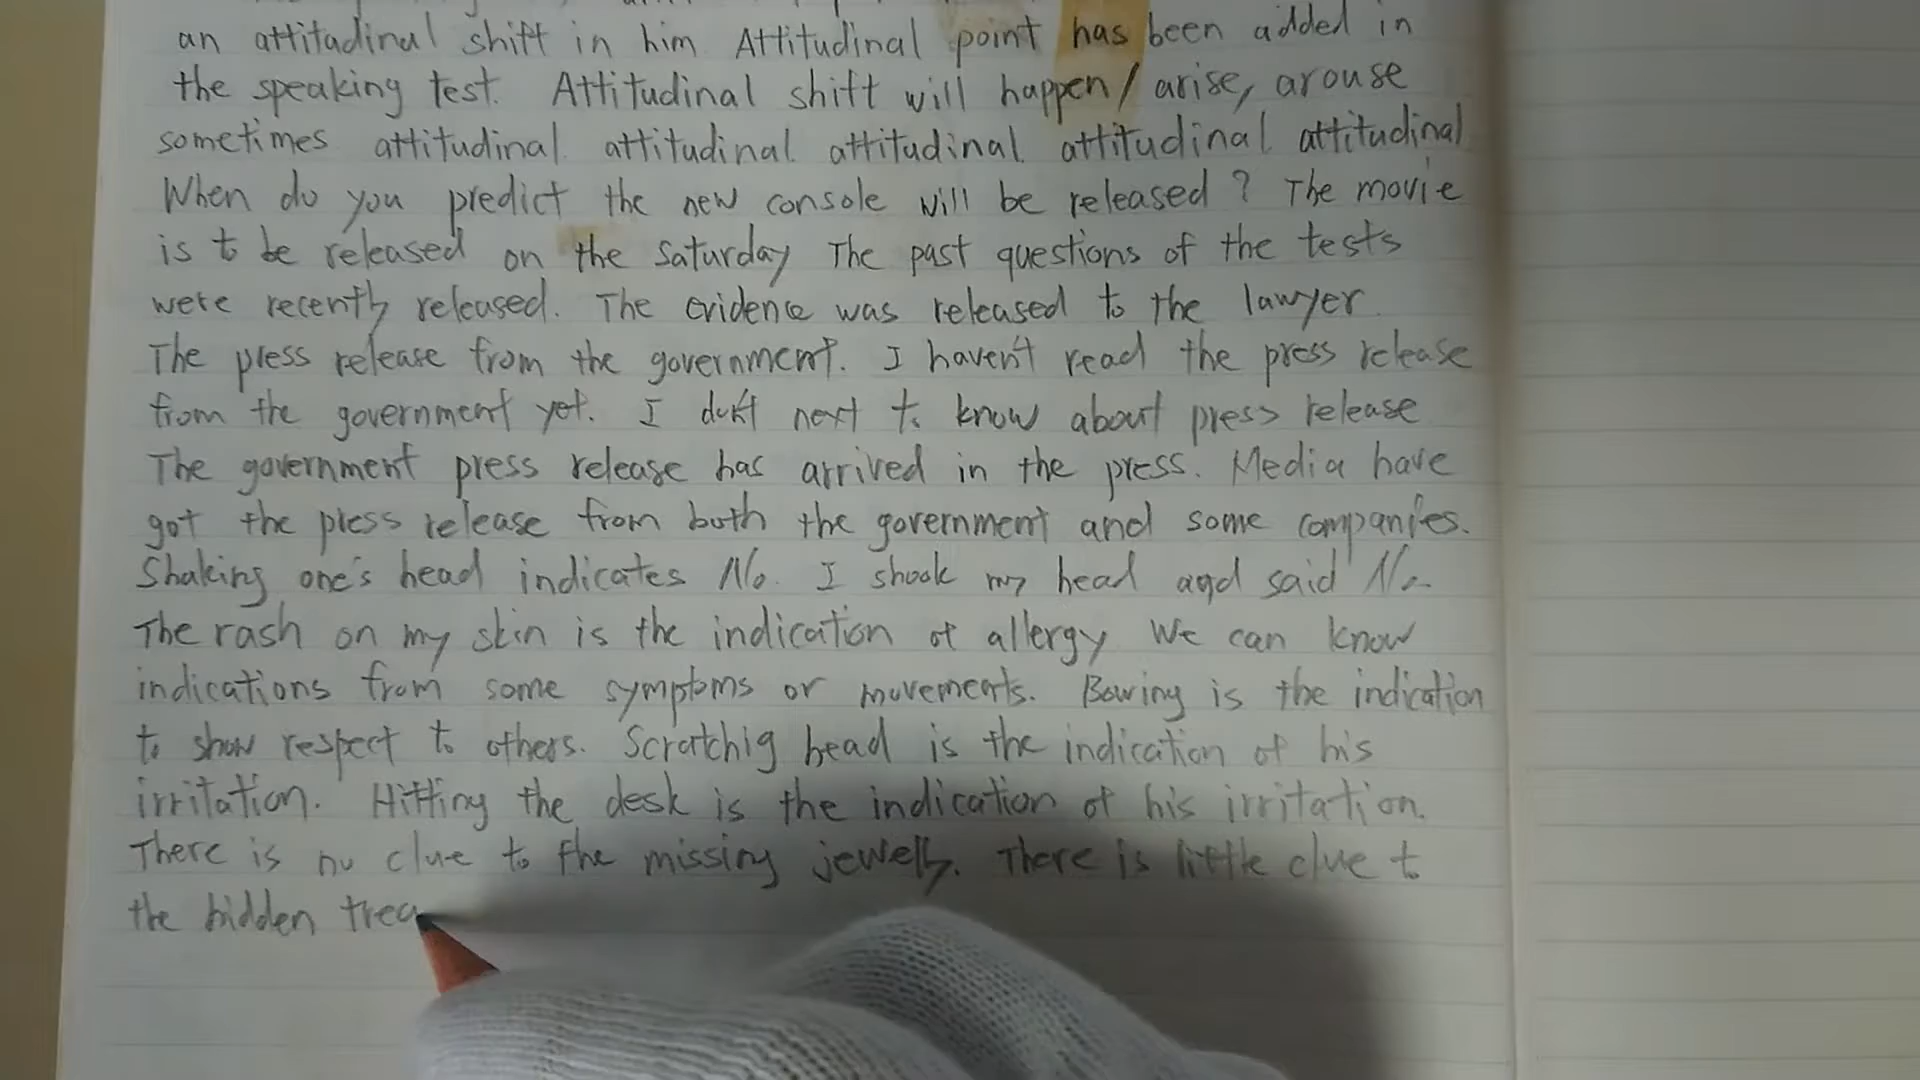 an attitadinal shift in him Attitudinal point has been added in
the speaking test. Attitudinal shift will happen/ arise, arouse
sometimes attitudinal. attitudinal. attitudinal. attitudinal. attitudinal
When do you predict the new console will be released? The movie
is to be released on the Saturday The past questions of the tests
were recently released. The evidence was released to the lawyer.
The press release from the government. I haven't read the press release
from the government yet. I don't next to know about press release
The government press release has arrived in the press. Media have
got the press release from both the government and some companies.
Shaking one's head indicates No. I shook my head and said No.
The rash on my skin is the indication of allergy We can know
indications from some symptoms or movements. Bowing is the indication
to show respect to others. Scratchig head is the indication of his
irritation. Hitting the desk is the indication of his irritation.
There is no clue to the missing jewells. There is little clue to
the hidden trea